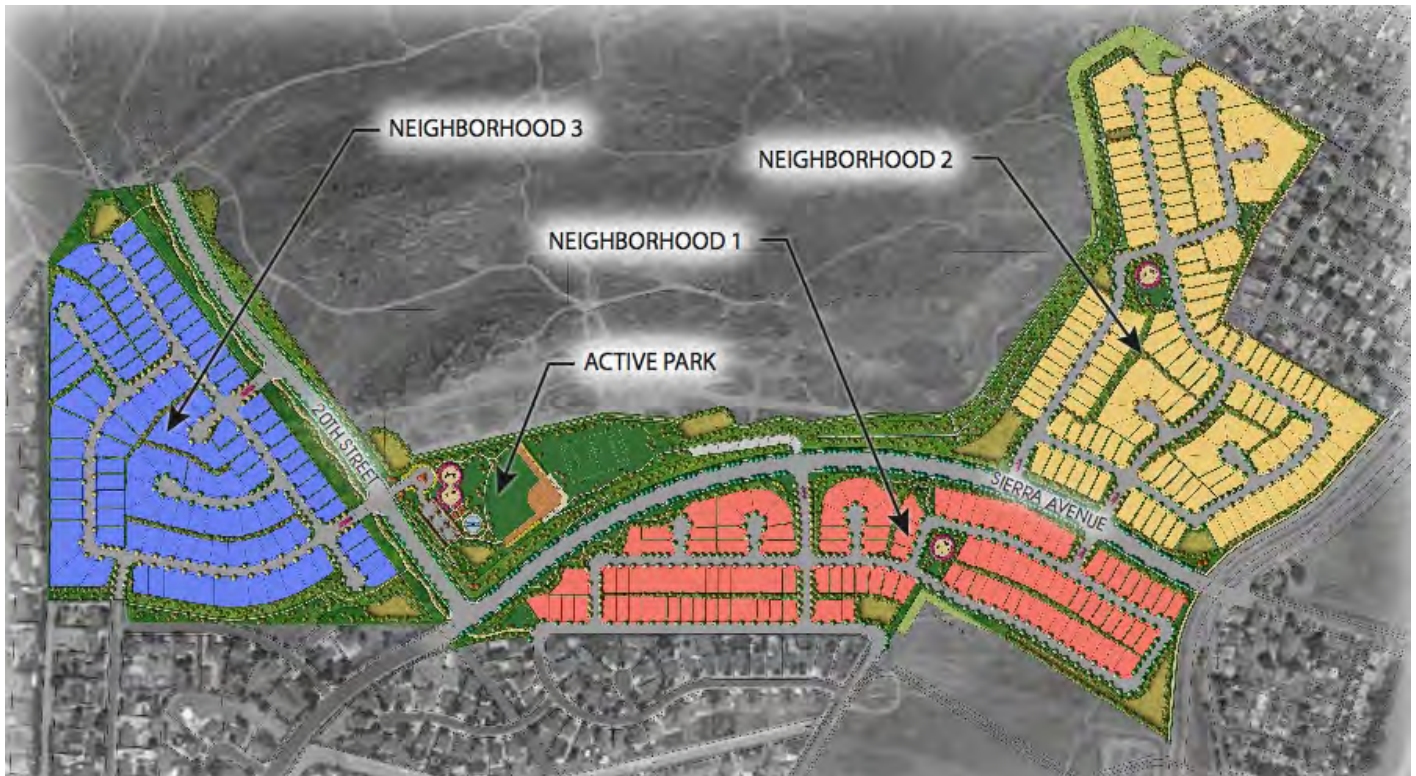 NEIGHBORHOOD 3
NEIGHBORHOOD 2
NEIGHBORHOOD 1
ACTIVE PARK
20TH STREET
SIERRA AVENUE